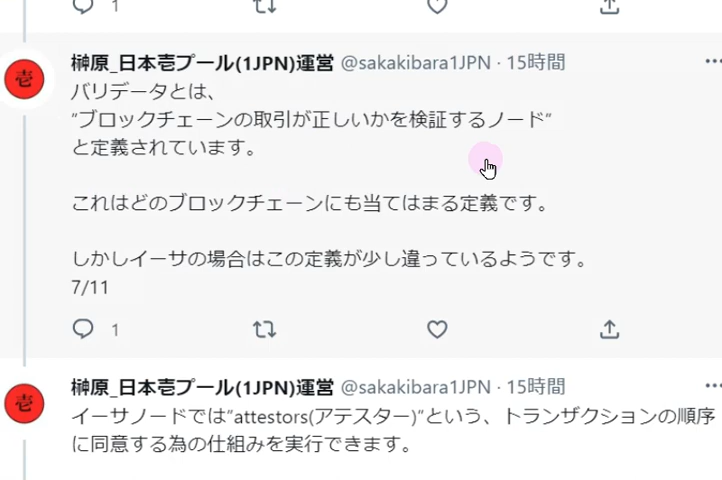 1
榊原_日本壱プール(1JPN)運営 @sakakibara1JPN · 15時間
壱
バリデータとは、
”ブロックチェーンの取引が正しいかを検証するノード”
と定義されています。
これはどのブロックチェーンにも当てはまる定義です。
しかしイーサの場合はこの定義が少し違っているようです。
7/11
1
榊原_日本壱プール(1JPN)運営 @sakakibara1JPN · 15時間
壱
イーサノードでは”attestors(アテスター)”という、トランザクションの順序
に同意する為の仕組みを実行できます。